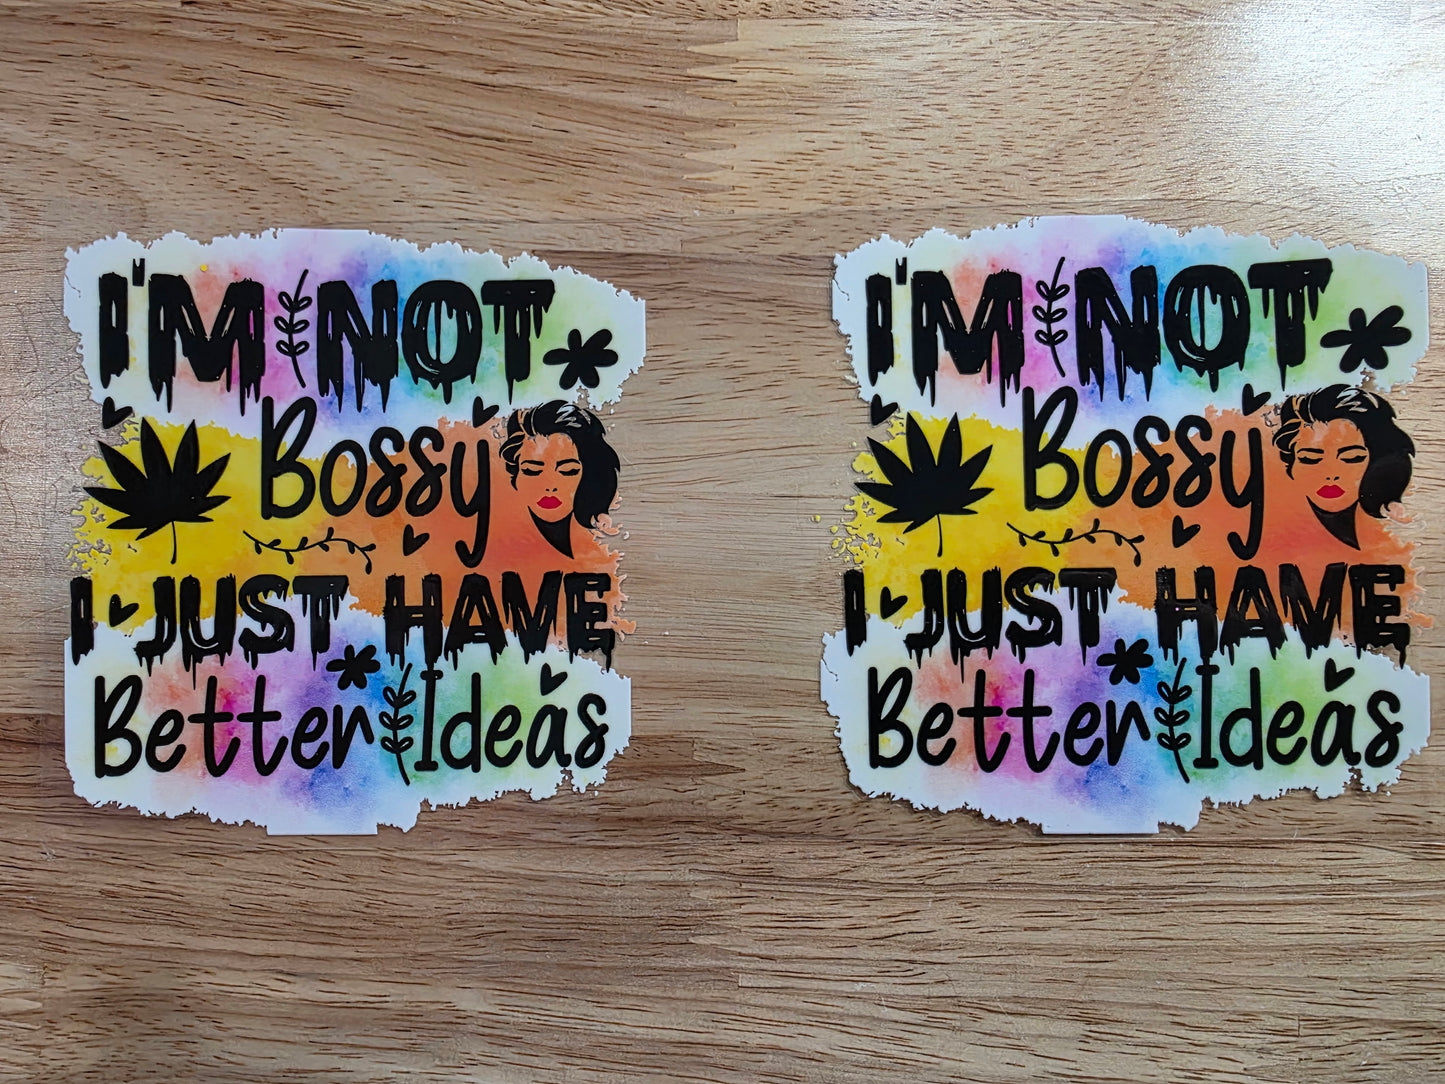 I'M NOT
Bossy
I JUST HAVE
Better Ideas
I'M NOT
Bossy
I JUST HAVE
Better Ideas